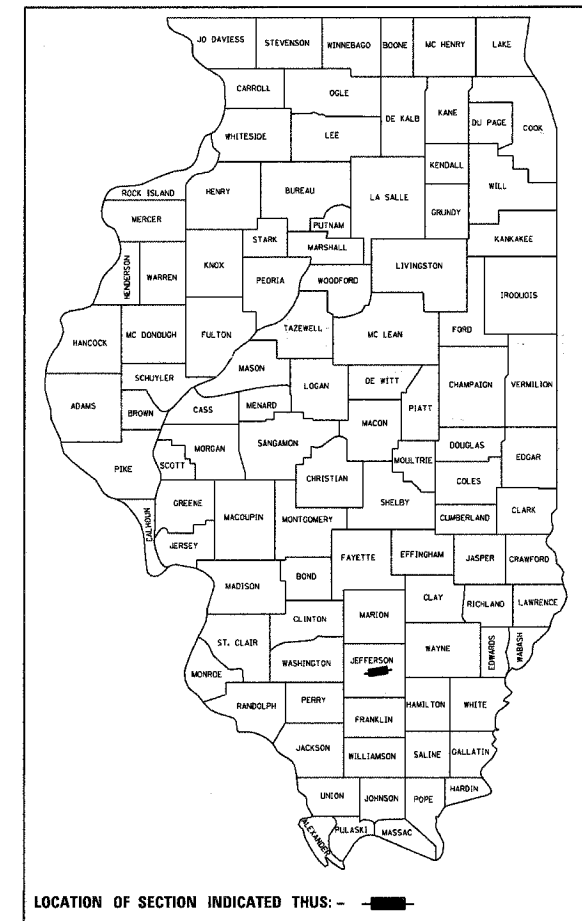 JO DAVIESS
STEVENSON
WINNEBAGO
BOONE
MC HENRY
LAKE
CARROLL
OGLE
DE KALB
KANE
DU PAGE
COOK
WHITESIDE
LEE
KENDALL
WILL
ROCK ISLAND
HENRY
BUREAU
LA SALLE
GRUNDY
MERCER
PUTNAM
KANKAKEE
STARK
MARSHALL
HENDERSON
WARREN
KNOX
PEORIA
WOODFORD
LIVINGSTON
IROQUOIS
HANCOCK
MC DONOUGH
FULTON
TAZEWELL
MC LEAN
FORD
MASON
SCHUYLER
LOGAN
DE WITT
CHAMPAIGN
VERMILION
ADAMS
BROWN
CASS
MENARD
MACON
PIATT
PIKE
SCOTT
MORGAN
SANGAMON
CHRISTIAN
MOULTRIE
DOUGLAS
EDGAR
COLES
CALHOUN
GREENE
MACOUPIN
MONTGOMERY
SHELBY
CUMBERLAND
CLARK
JERSEY
FAYETTE
EFFINGHAM
JASPER
CRAWFORD
MADISON
BOND
CLAY
RICHLAND
LAWRENCE
CLINTON
MARION
ST. CLAIR
WASHINGTON
JEFFERSON
WAYNE
EDWARDS
WABASH
MONROE
RANDOLPH
PERRY
HAMILTON
WHITE
FRANKLIN
JACKSON
WILLIAMSON
SALINE
GALLATIN
UNION
JOHNSON
POPE
HARDIN
ALEXANDER
PULASKI
MASSAC
LOCATION OF SECTION INDICATED THUS: -